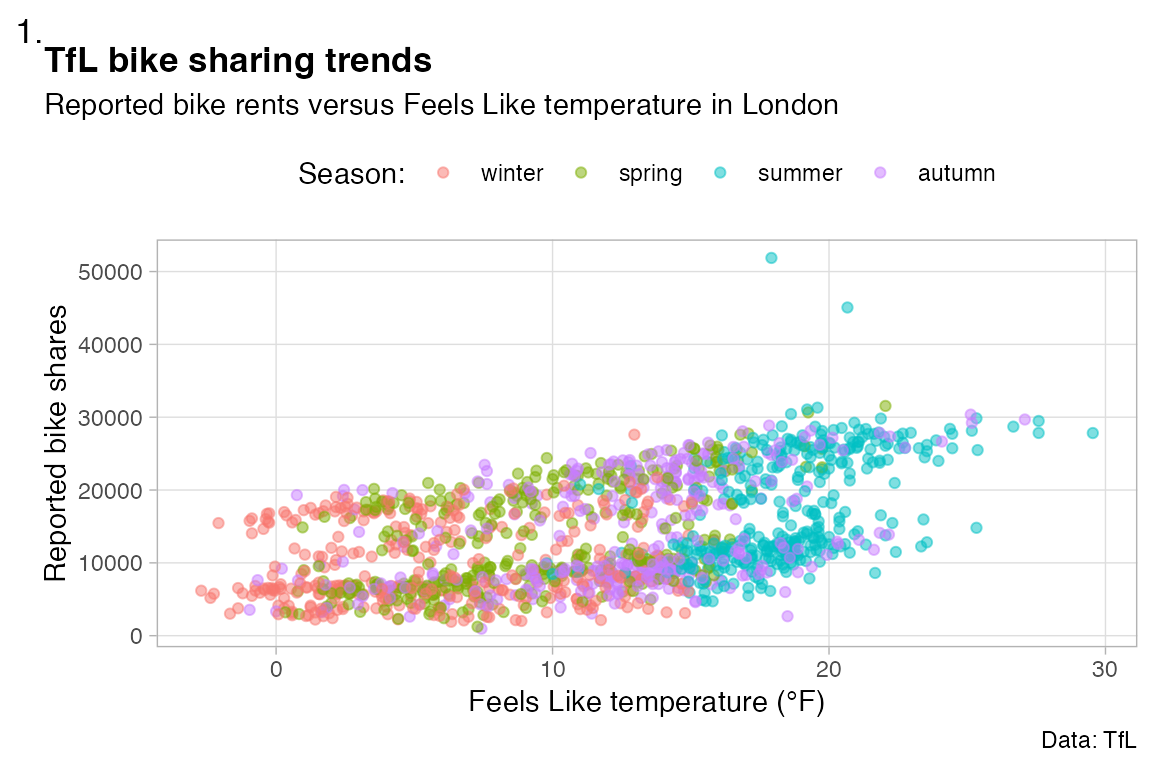 1.
TfL bike sharing trends
Reported bike rents versus Feels Like temperature in London
Season: winter spring summer autumn
50000
40000
30000
20000
10000
0
Reported bike shares
0 10 20 30
Feels Like temperature (°F)
Data: TfL